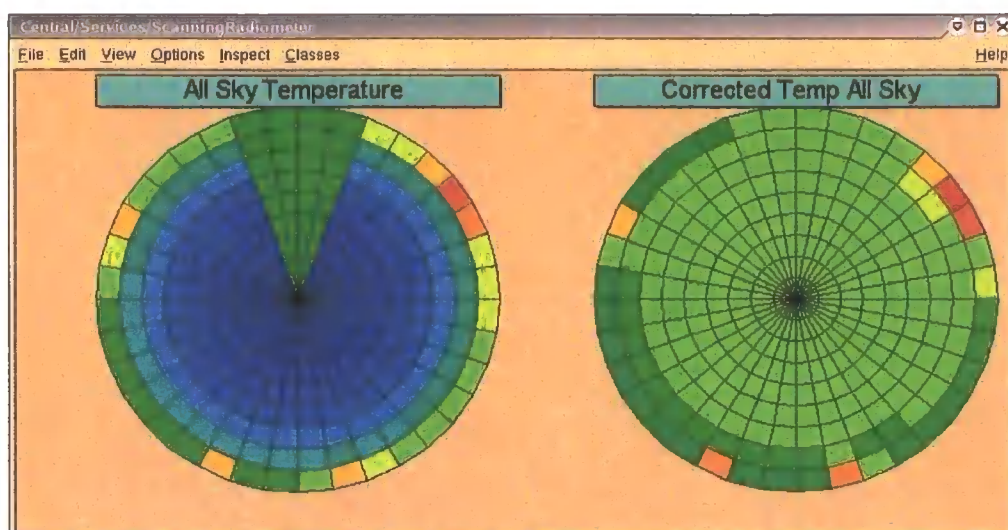 Central/Services/ScanningRadiometer
File Edit View Options Inspect Classes Help
All Sky Temperature
Corrected Temp All Sky